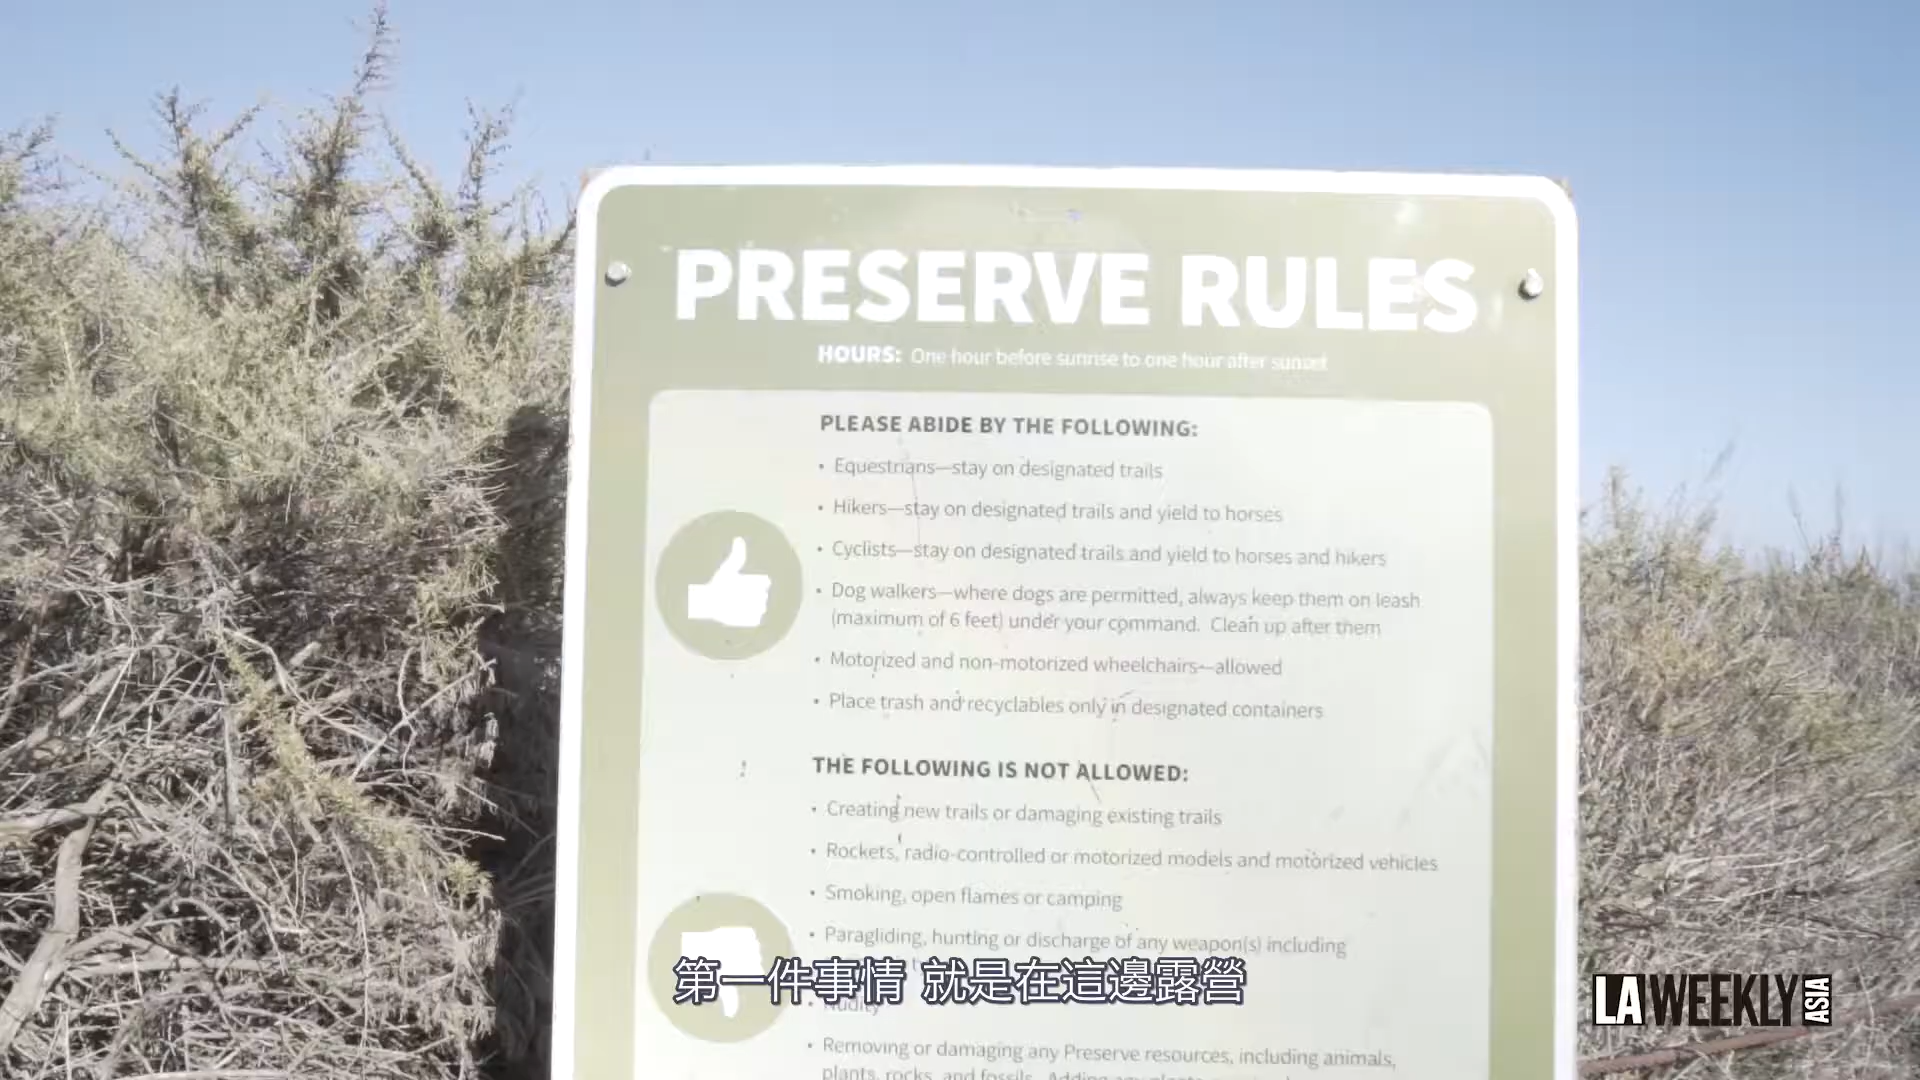 PRESERVE RULES
HOURS: One hour before sunrise to one hour after sunset
PLEASE ABIDE BY THE FOLLOWING:
• Equestrians—stay on designated trails
• Hikers—stay on designated trails and yield to horses
• Cyclists—stay on designated trails and yield to horses and hikers
• Dog walkers—where dogs are permitted, always keep them on leash
(maximum of 6 feet) under your command. Clean up after them
• Motorized and non-motorized wheelchairs—allowed
• Place trash and recyclables only in designated containers
THE FOLLOWING IS NOT ALLOWED:
• Creating new trails or damaging existing trails
• Rockets, radio-controlled or motorized models and motorized vehicles
• Smoking, open flames or camping
• Paragliding, hunting or discharge of any weapon(s) including
第一件事情 就是在這邊露營
• Nudity
• Removing or damaging any Preserve resources, including animals,
plants, rocks, and fossils. Adding any
LA WEEKLY ASIA